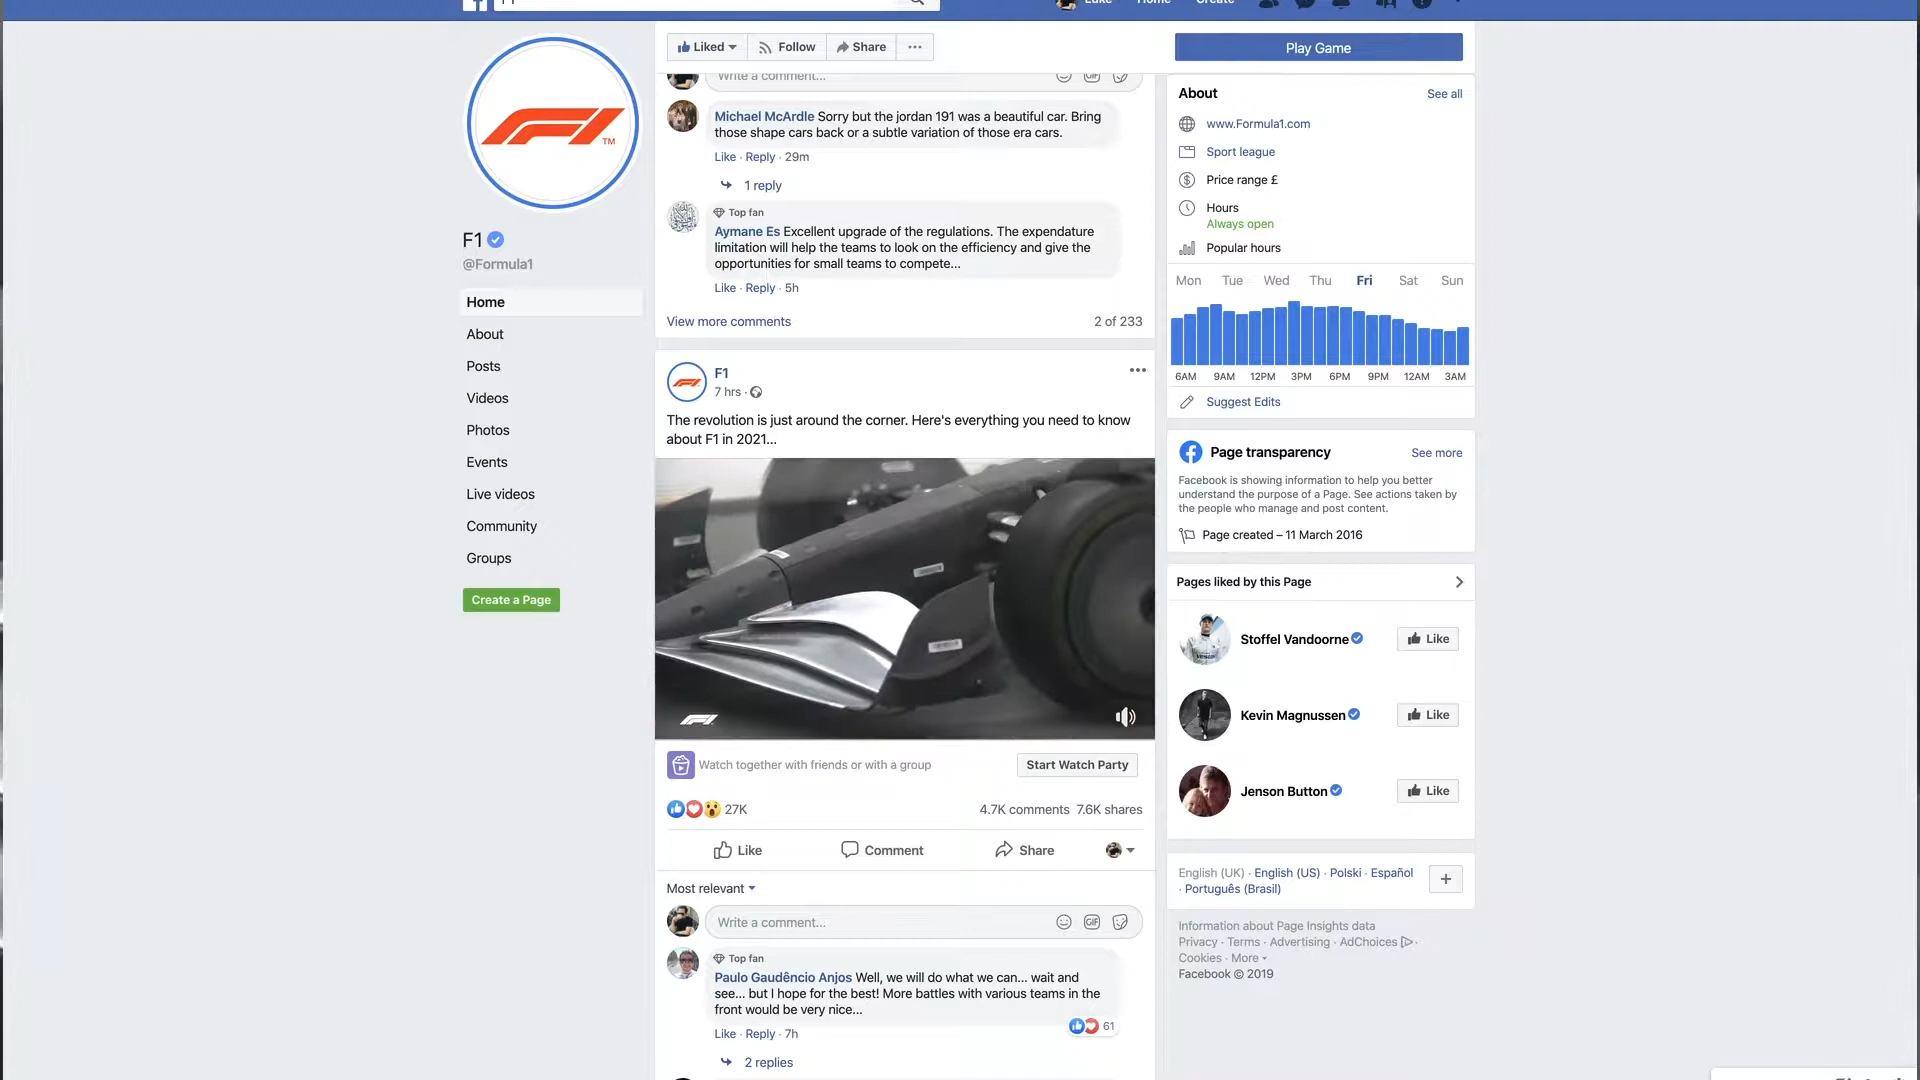 Luke
Home
Create
Liked
Follow
Share
Play Game
Write a comment...
Michael McArdle Sorry but the jordan 191 was a beautiful car. Bring
those shape cars back or a subtle variation of those era cars.
Like · Reply · 29m
1 reply
Top fan
Aymane Es Excellent upgrade of the regulations. The expenditure
limitation will help the teams to look on the efficiency and give the
opportunities for small teams to compete...
Like · Reply · 5h
View more comments
2 of 233
F1
@Formula1
Home
About
Posts
Videos
Photos
Events
Live videos
Community
Groups
Create a Page
F1
7 hrs ·
The revolution is just around the corner. Here's everything you need to know
about F1 in 2021...
Watch together with friends or with a group
Start Watch Party
27K
4.7K comments 7.6K shares
Like
Comment
Share
Most relevant
Write a comment...
GIF
Top fan
Paulo Gaudêncio Anjos Well, we will do what we can... wait and
see... but I hope for the best! More battles with various teams in the
front would be very nice...
61
Like · Reply · 7h
2 replies
About
See all
www.Formula1.com
Sport league
Price range £
Hours
Always open
Popular hours
Mon Tue Wed Thu Fri Sat Sun
6AM 9AM 12PM 3PM 6PM 9PM 12AM 3AM
Suggest Edits
Page transparency
See more
Facebook is showing information to help you better
understand the purpose of a Page. See actions taken by
the people who manage and post content.
Page created – 11 March 2016
Pages liked by this Page
Stoffel Vandoorne
Like
Kevin Magnussen
Like
Jenson Button
Like
English (UK) · English (US) · Polski · Español
· Português (Brasil)
Information about Page Insights data
Privacy · Terms · Advertising · AdChoices ·
Cookies · More
Facebook © 2019